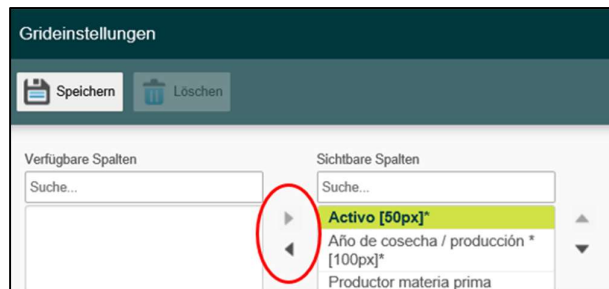 Grideinstellungen
Speichern
Löschen
Verfügbare Spalten
Sichtbare Spalten
Suche...
Suche...
Activo [50px]*
Año de cosecha / producción *
[100px]*
Productor materia prima